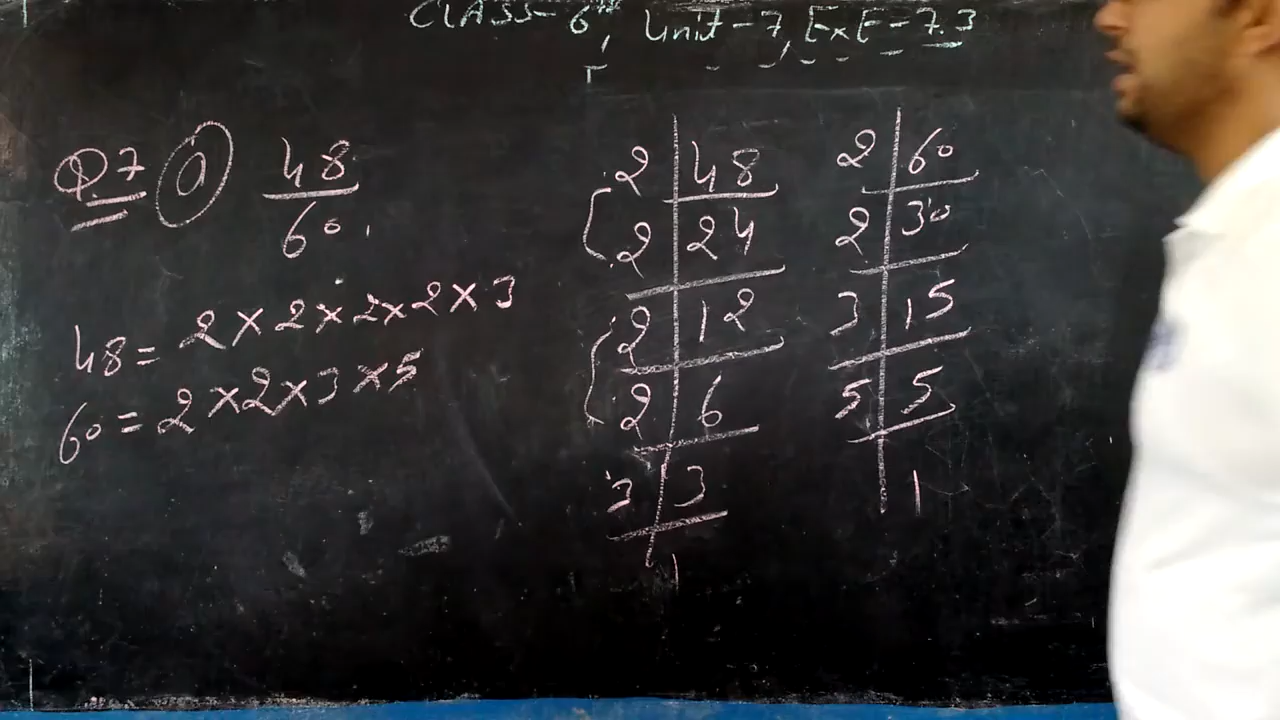 CLASS-6th, Unit-7, ExE-7.3
Q7 a 48/60.
48 = 2 × 2 × 2 × 2 × 3
60 = 2 × 2 × 3 × 5
2 | 48
2 | 24
2 | 12
2 | 6
3 | 3
1
2 | 60
2 | 30
3 | 15
5 | 5
1